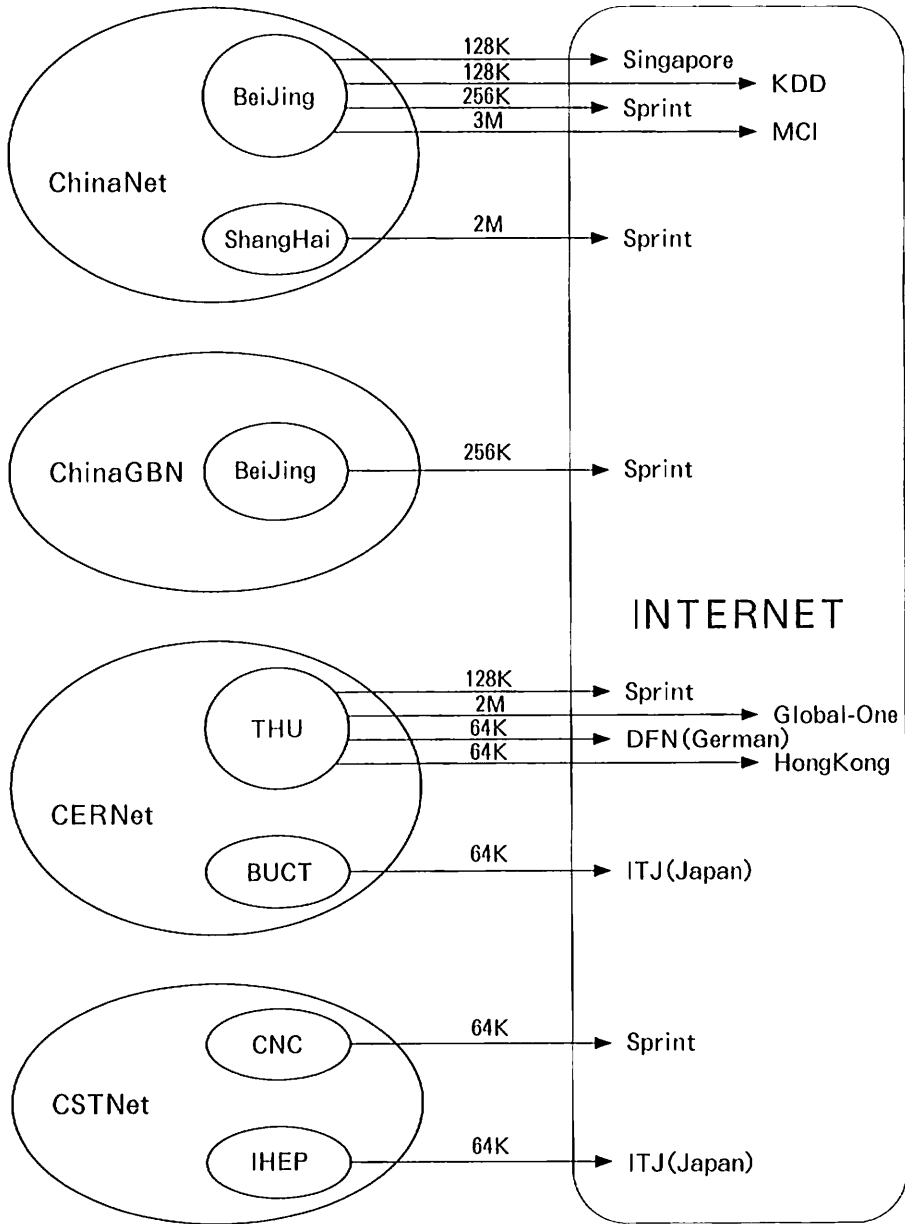 128K
Singapore
128K
KDD
BeiJing
256K
Sprint
3M
MCI
ChinaNet
ShangHai
2M
Sprint
ChinaGBN
BeiJing
256K
Sprint
INTERNET
128K
Sprint
THU
2M
Global-One
64K
DFN(German)
64K
HongKong
CERNet
BUCT
64K
ITJ(Japan)
CNC
64K
Sprint
CSTNet
IHEP
64K
ITJ(Japan)